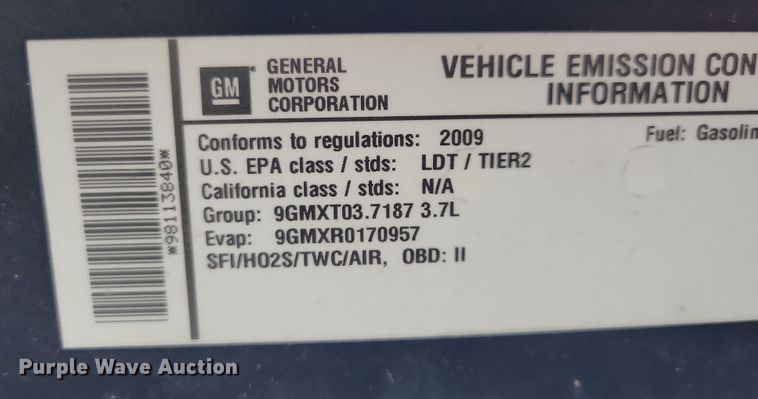 *98113840*
GM
GENERAL
MOTORS
CORPORATION
VEHICLE EMISSION CON
INFORMATION
Conforms to regulations: 2009
Fuel: Gasolin
U.S. EPA class / stds: LDT / TIER2
California class / stds: N/A
Group: 9GMXT03.7187 3.7L
Evap: 9GMXR0170957
SFI/HO2S/TWC/AIR, OBD: II
Purple Wave Auction